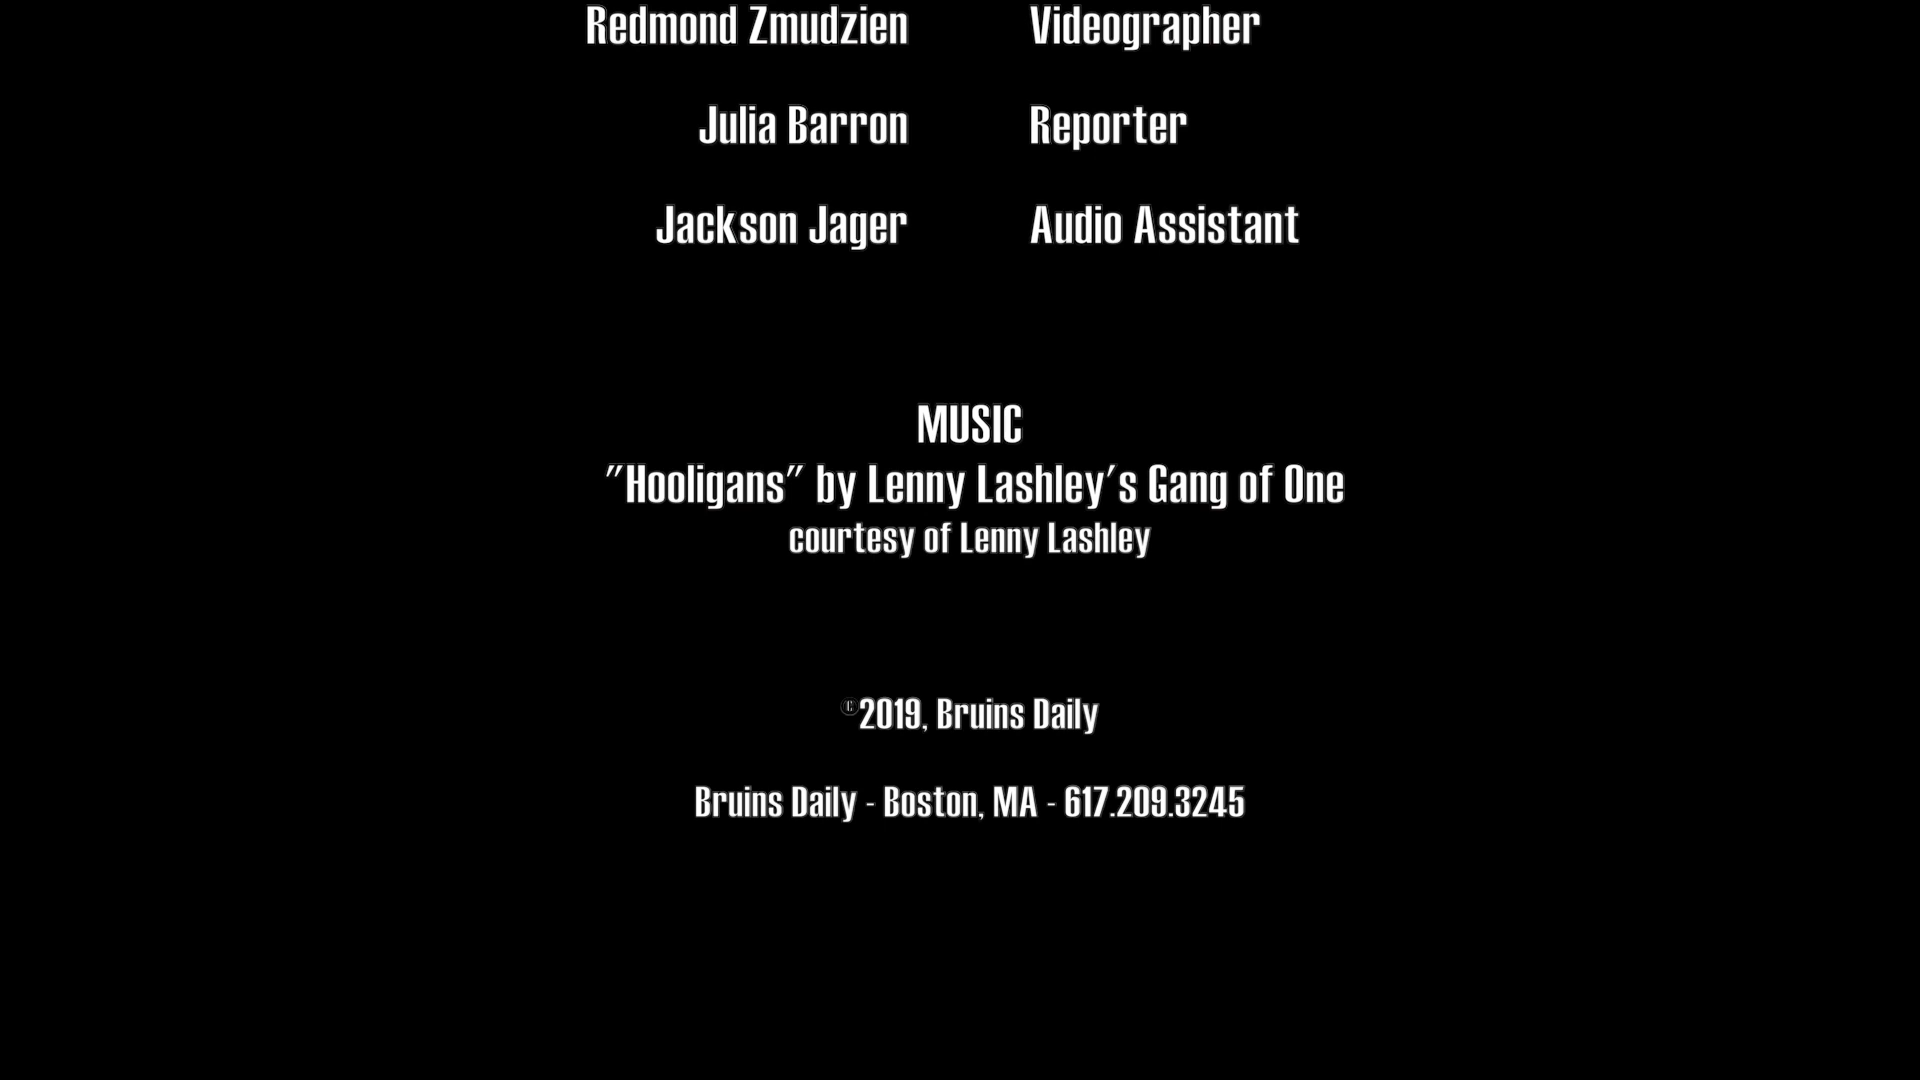 Redmond Zmudzien Videographer
Julia Barron Reporter
Jackson Jager Audio Assistant
MUSIC
"Hooligans" by Lenny Lashley's Gang of One
courtesy of Lenny Lashley
©2019, Bruins Daily
Bruins Daily - Boston, MA - 617.209.3245